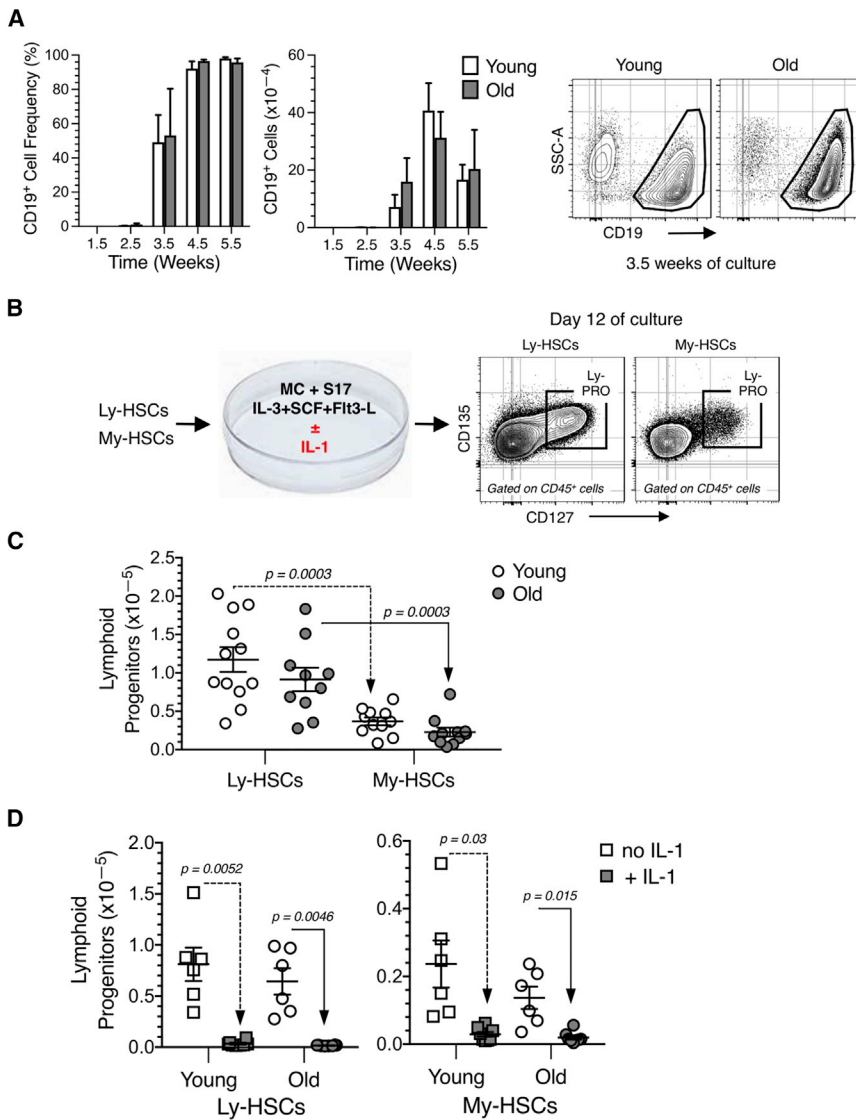 A
CD19+ Cell Frequency (%)
100
80
60
40
20
0
1.5 2.5 3.5 4.5 5.5
Time (Weeks)
CD19+ Cells (x10−4)
60
40
20
0
1.5 2.5 3.5 4.5 5.5
Time (Weeks)
Young
Old
Young Old
SSC-A
CD19
3.5 weeks of culture
B
Ly-HSCs
My-HSCs
MC + S17
IL-3+SCF+Flt3-L
±
IL-1
Day 12 of culture
Ly-HSCs My-HSCs
Ly-
PRO
Ly-
PRO
CD135
Gated on CD45+ cells Gated on CD45+ cells
CD127
C
Lymphoid
Progenitors (x10−5)
2.5
2.0
1.5
1.0
0.5
0.0
p = 0.0003
p = 0.0003
Young
Old
Ly-HSCs My-HSCs
D
Lymphoid
Progenitors (x10−5)
2.0
1.5
1.0
0.5
0.0
p = 0.0052
p = 0.0046
Young Old
Ly-HSCs
0.6
0.4
0.2
0.0
p = 0.03
p = 0.015
Young Old
My-HSCs
no IL-1
+ IL-1